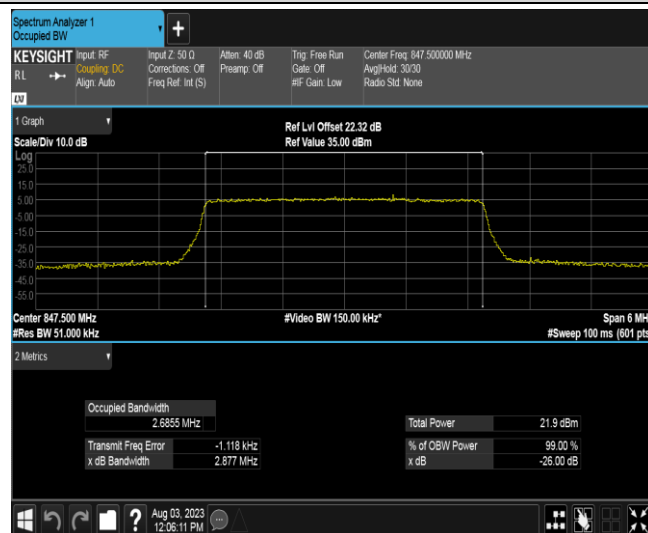 Spectrum Analyzer 1
Occupied BW
+
KEYSIGHT
RL
LXI
Input: RF
Coupling: DC
Align: Auto
Input Z: 50 Ω
Corrections: Off
Freq Ref: Int (S)
Atten: 40 dB
Preamp: Off
Trig: Free Run
Gate: Off
#IF Gain: Low
Center Freq: 847.500000 MHz
Avg|Hold: 30/30
Radio Std: None
1 Graph
Scale/Div 10.0 dB
Ref Lvl Offset 22.32 dB
Ref Value 35.00 dBm
Log
25.0
15.0
5.00
-5.00
-15.0
-25.0
-35.0
-45.0
-55.0
Center 847.500 MHz
#Video BW 150.00 kHz*
Span 6 MH
#Res BW 51.000 kHz
#Sweep 100 ms (601 pts
2 Metrics
Occupied Bandwidth
2.6855 MHz
Total Power 21.9 dBm
Transmit Freq Error -1.118 kHz
% of OBW Power 99.00 %
x dB Bandwidth 2.877 MHz
x dB -26.00 dB
?
Aug 03, 2023
12:06:11 PM